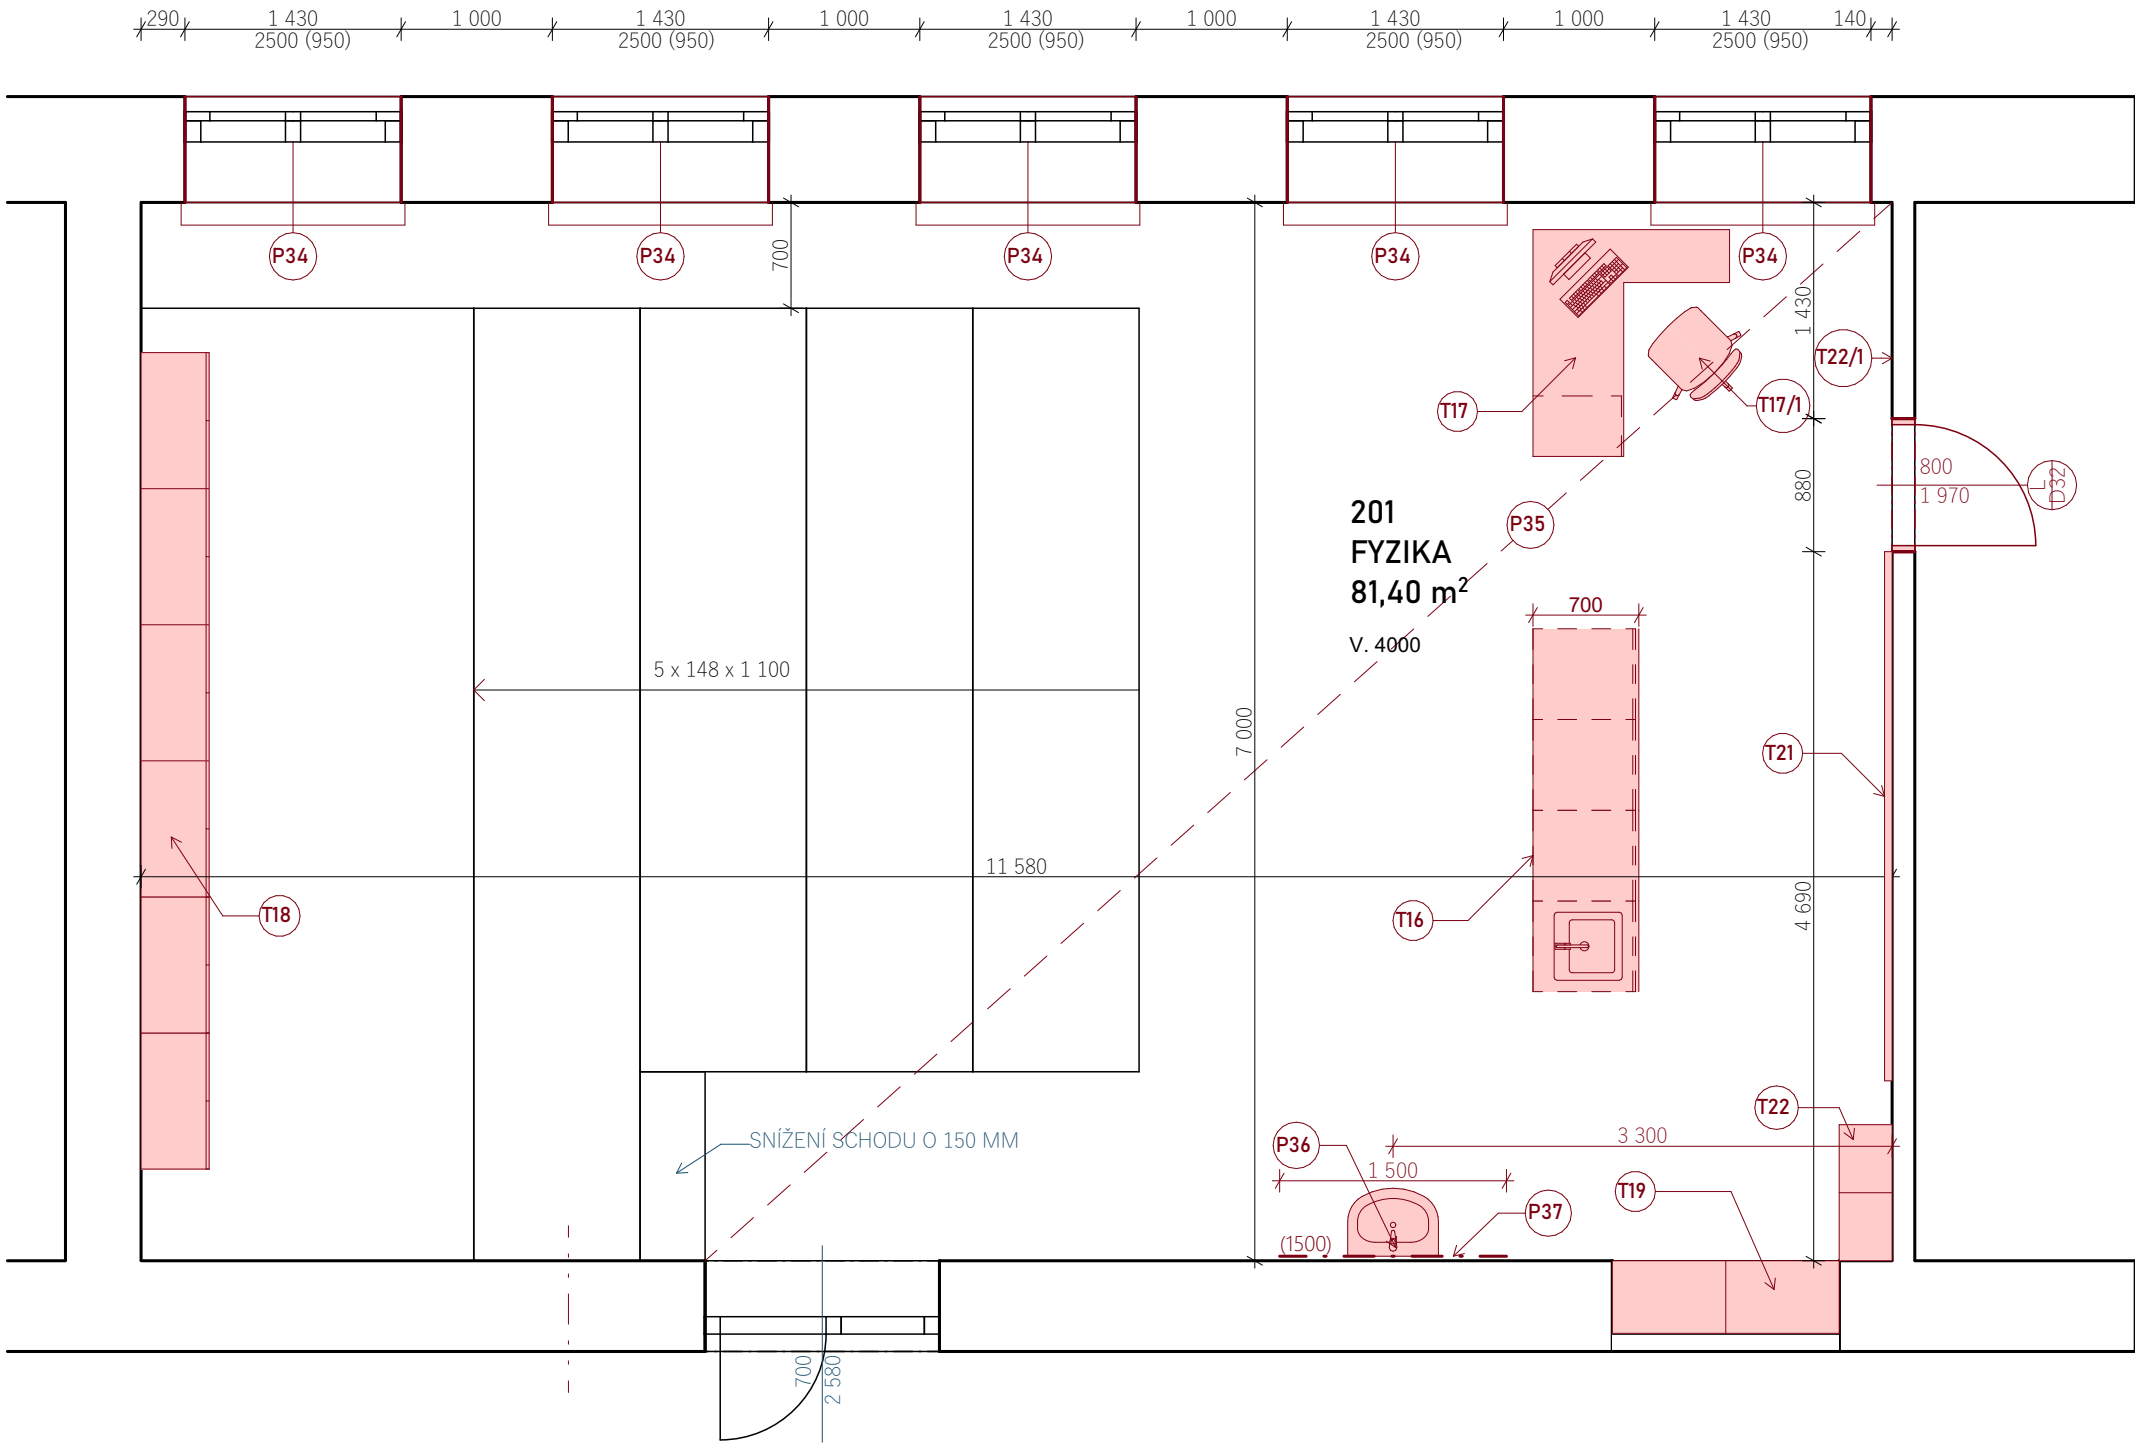 290 1 430 1 000 1 430 1 000 1 430 1 000 1 430 1 000 1 430 140
2500 (950) 2500 (950) 2500 (950) 2500 (950) 2500 (950)
P34 P34 P34 P34 P34
700
1 430
T22/1
T17
T17/1
800
1 970
L
D32
880
P35
201
FYZIKA
81,40 m²
V. 4000
700
5 x 148 x 1 100
7 000
T21
11 580
T18
T16
4 690
T22
SNÍŽENÍ SCHODU O 150 MM
P36
3 300
1 500
T19
P37
(1500)
700
2 580